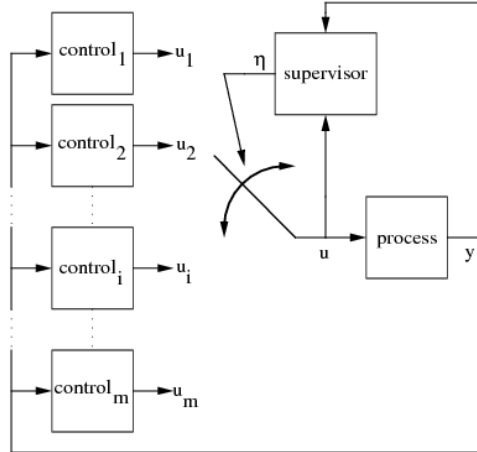 control₁
u₁
η
supervisor
control₂
u₂
u
process
y
controlᵢ
uᵢ
controlₘ
uₘ